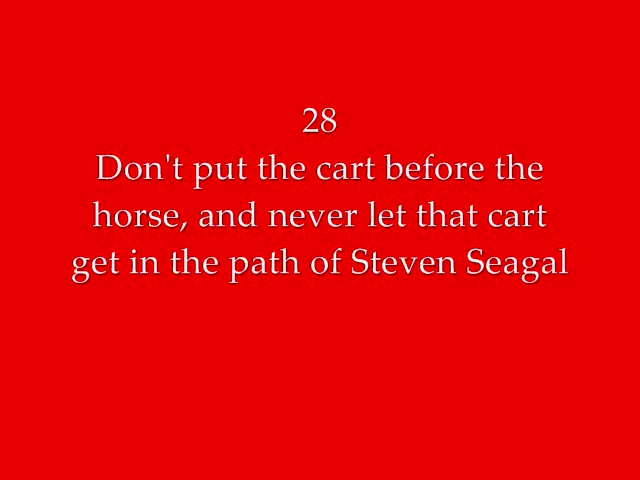 28
Don't put the cart before the
horse, and never let that cart
get in the path of Steven Seagal